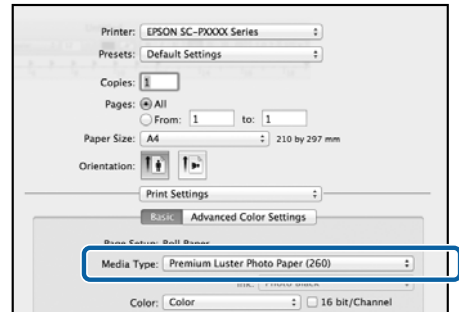 Printer: EPSON SC-PXXXX Series
Presets: Default Settings
Copies: 1
Pages: All
From: 1 to: 1
Paper Size: A4 210 by 297 mm
Orientation:
Print Settings
Basic Advanced Color Settings
Page Setup: Roll Paper
Media Type: Premium Luster Photo Paper (260)
Ink: Photo Black
Color: Color 16 bit/Channel